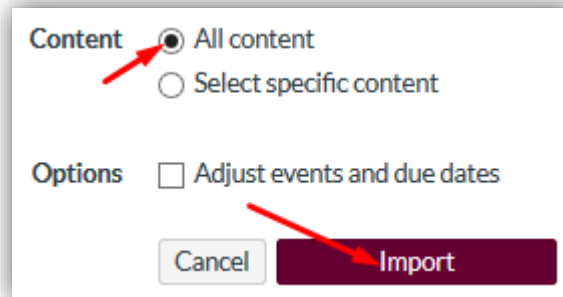 Content All content
Select specific content
Options Adjust events and due dates
Cancel Import